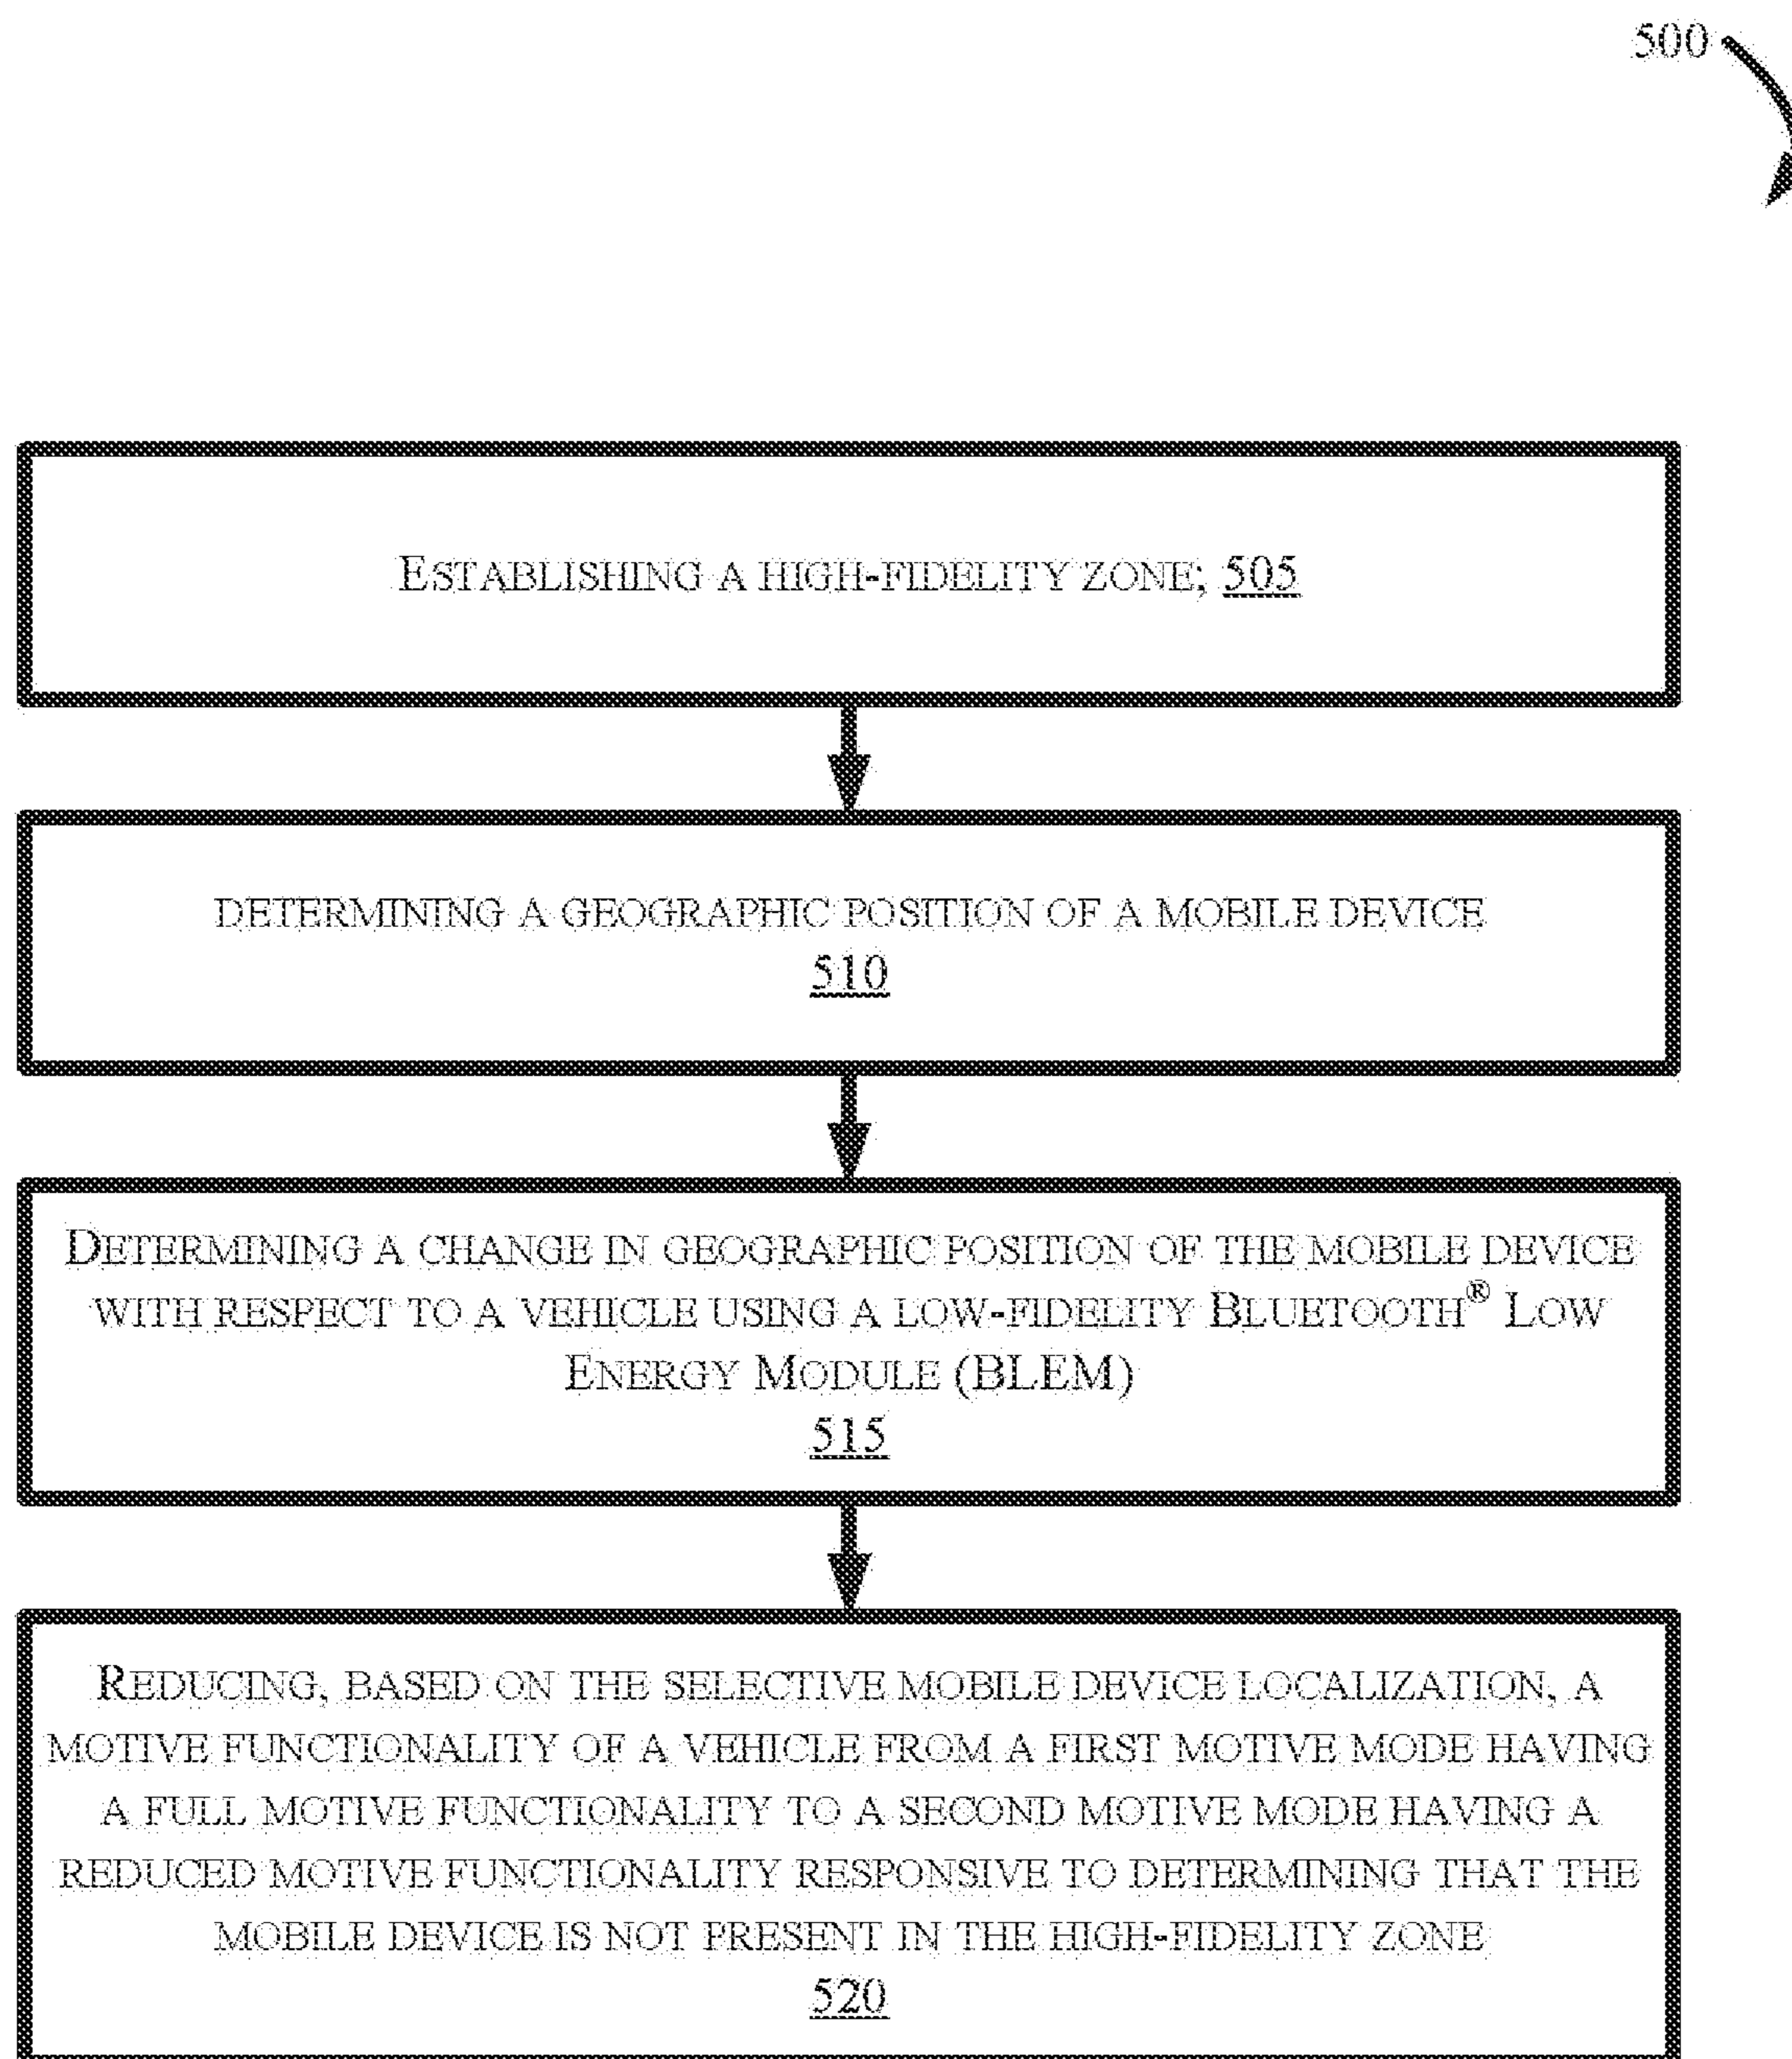 500
ESTABLISHING A HIGH-FIDELITY ZONE; 505
DETERMINING A GEOGRAPHIC POSITION OF A MOBILE DEVICE
510
DETERMINING A CHANGE IN GEOGRAPHIC POSITION OF THE MOBILE DEVICE
WITH RESPECT TO A VEHICLE USING A LOW-FIDELITY BLUETOOTH® LOW
ENERGY MODULE (BLEM)
515
REDUCING, BASED ON THE SELECTIVE MOBILE DEVICE LOCALIZATION, A
MOTIVE FUNCTIONALITY OF A VEHICLE FROM A FIRST MOTIVE MODE HAVING
A FULL MOTIVE FUNCTIONALITY TO A SECOND MOTIVE MODE HAVING A
REDUCED MOTIVE FUNCTIONALITY RESPONSIVE TO DETERMINING THAT THE
MOBILE DEVICE IS NOT PRESENT IN THE HIGH-FIDELITY ZONE
520